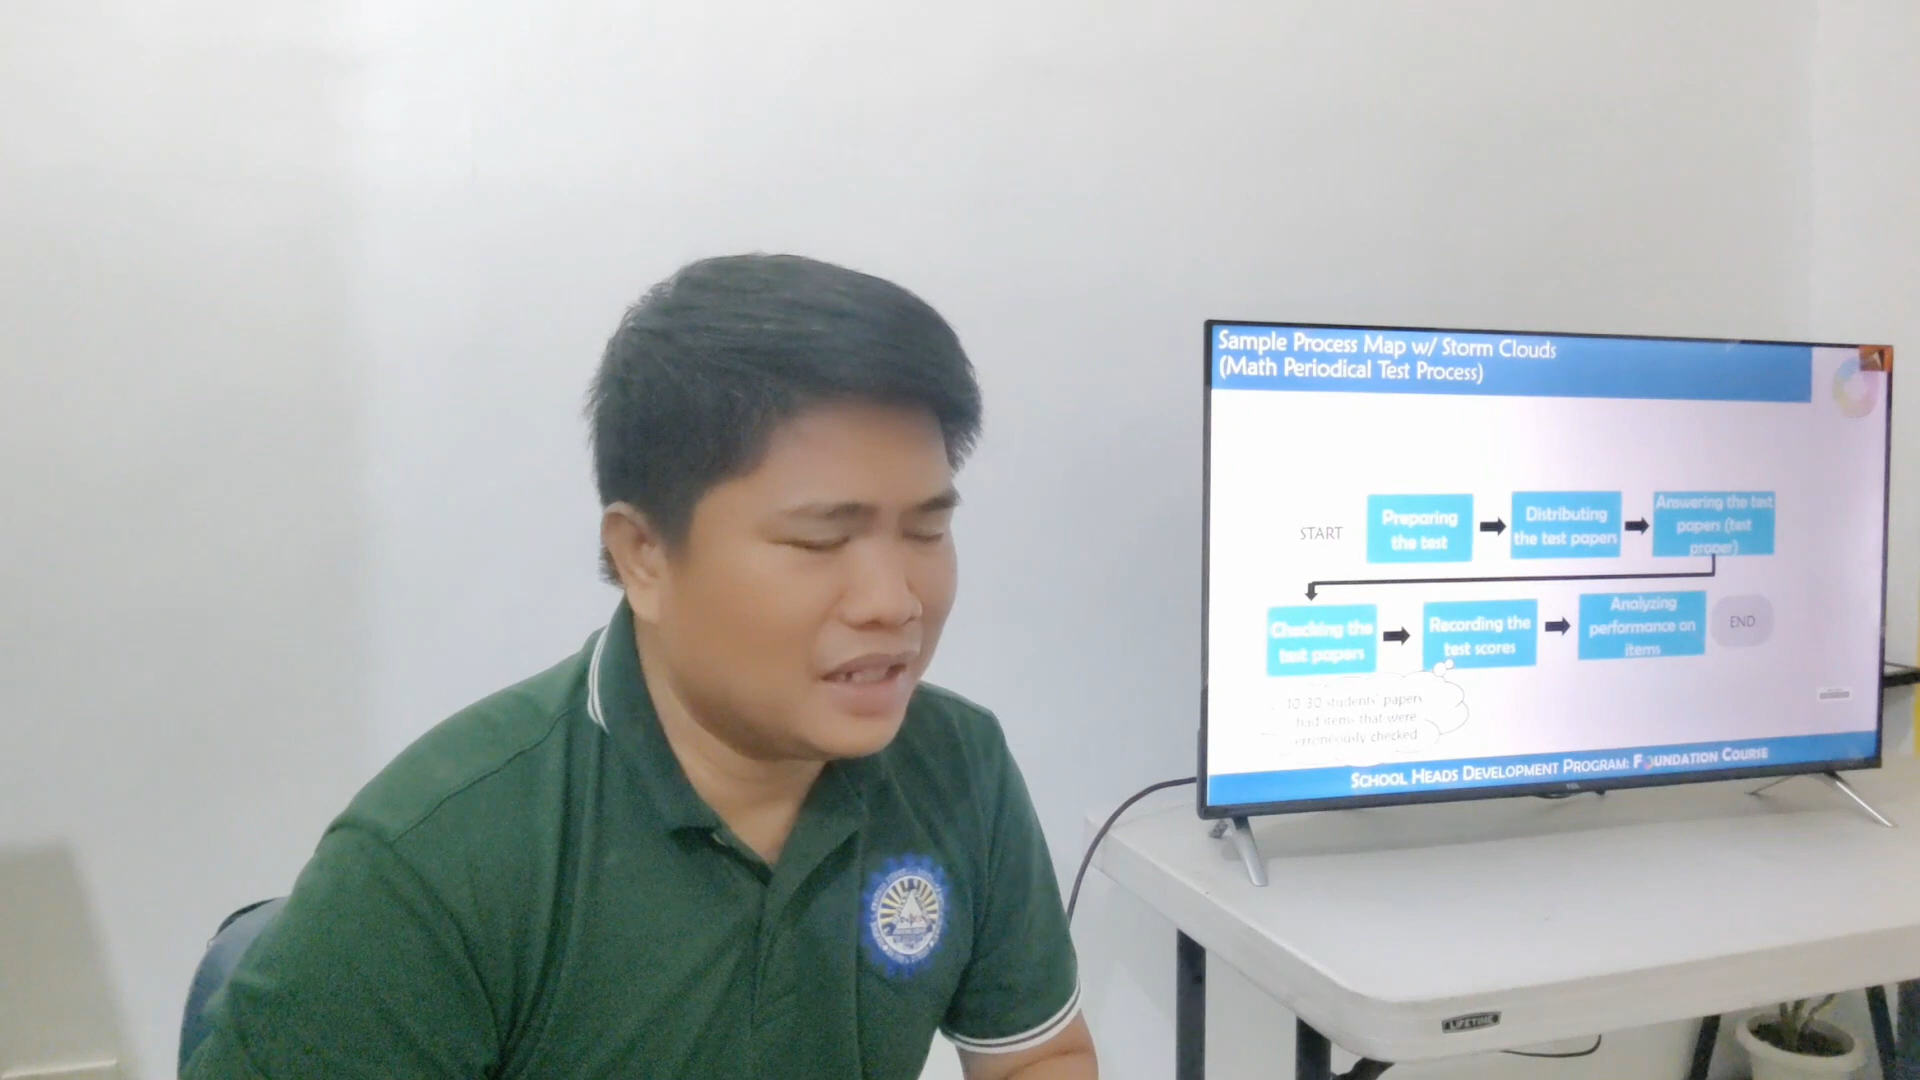 Sample Process Map w/ Storm Clouds
(Math Periodical Test Process)
START
Preparing
the test
Distributing
the test papers
Answering the test
papers (test
proper)
Checking the
test papers
Recording the
test scores
Analyzing
performance on
items
END
10-30 students' papers
had items that were
erroneously checked
SCHOOL HEADS DEVELOPMENT PROGRAM: FOUNDATION COURSE
TCL
LIFETIME